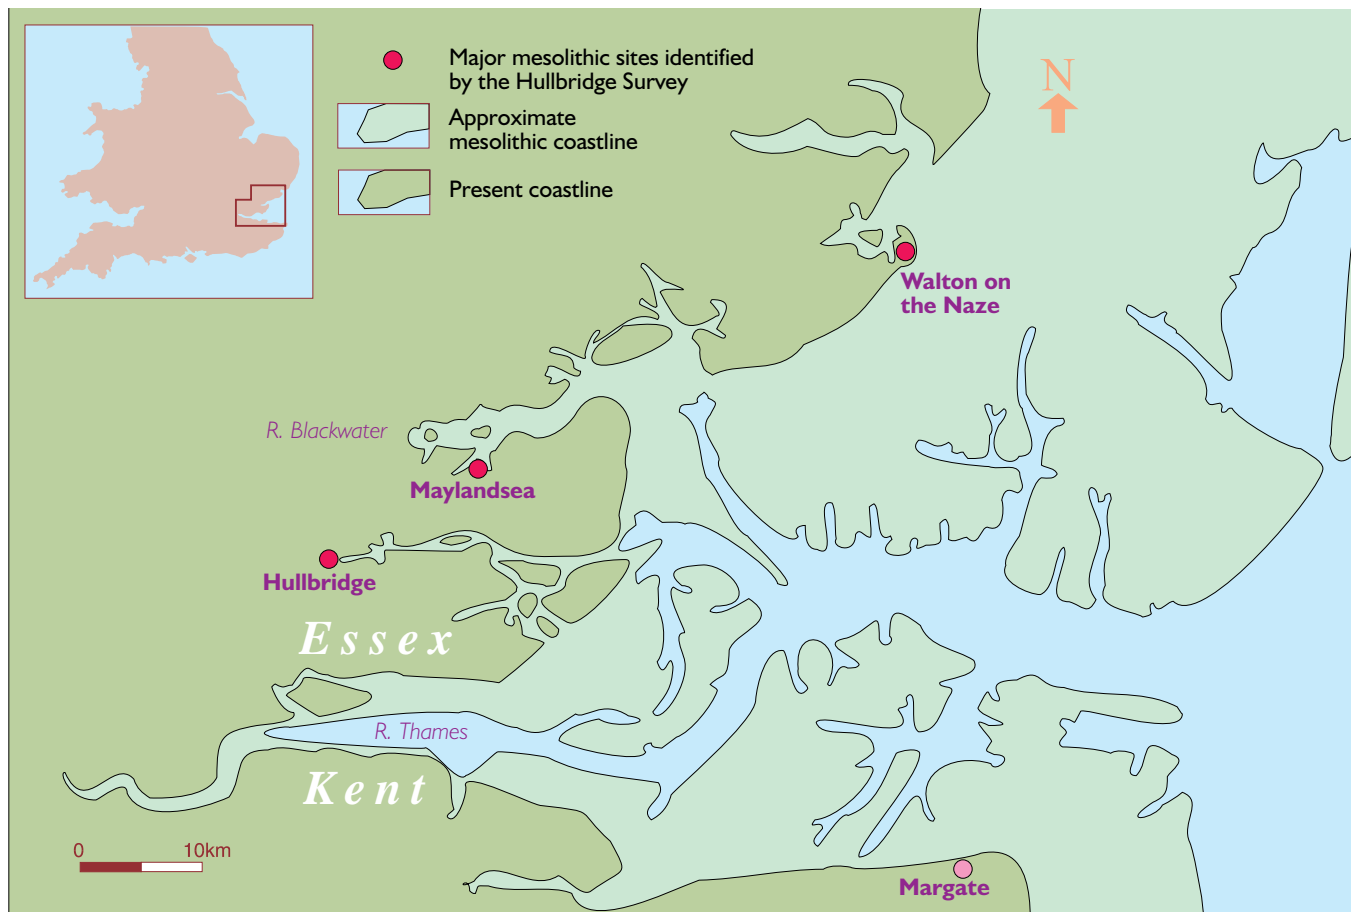 Major mesolithic sites identified
by the Hullbridge Survey
Approximate
mesolithic coastline
Present coastline
N
Walton on
the Naze
R. Blackwater
Maylandsea
Hullbridge
Essex
R. Thames
Kent
0 10km
Margate